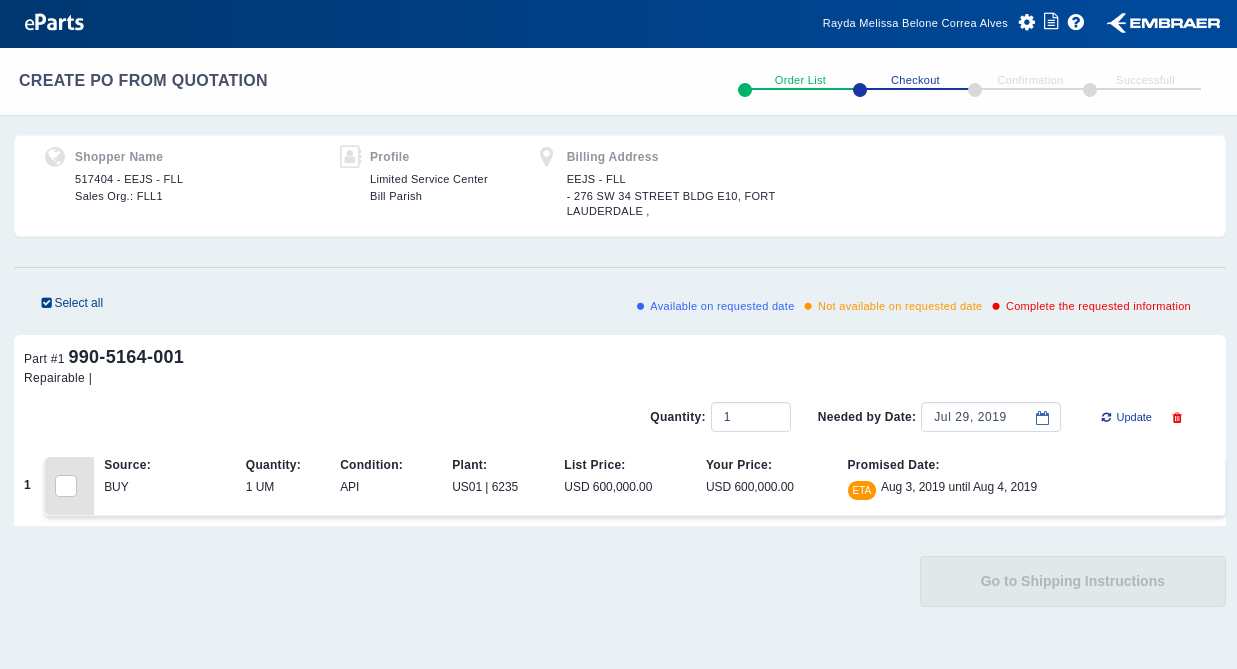 eParts
Rayda Melissa Belone Correa Alves
EMBRAER
CREATE PO FROM QUOTATION
Order List
Checkout
Confirmation
Successfull
Shopper Name
517404 - EEJS - FLL
Sales Org.: FLL1
Profile
Limited Service Center
Bill Parish
Billing Address
EEJS - FLL
- 276 SW 34 STREET BLDG E10, FORT
LAUDERDALE ,
Select all
Available on requested date
Not available on requested date
Complete the requested information
Part #1 990-5164-001
Repairable |
Quantity: 1
Needed by Date: Jul 29, 2019
Update
1
Source:
BUY
Quantity:
1 UM
Condition:
API
Plant:
US01 | 6235
List Price:
USD 600,000.00
Your Price:
USD 600,000.00
Promised Date:
ETA Aug 3, 2019 until Aug 4, 2019
Go to Shipping Instructions